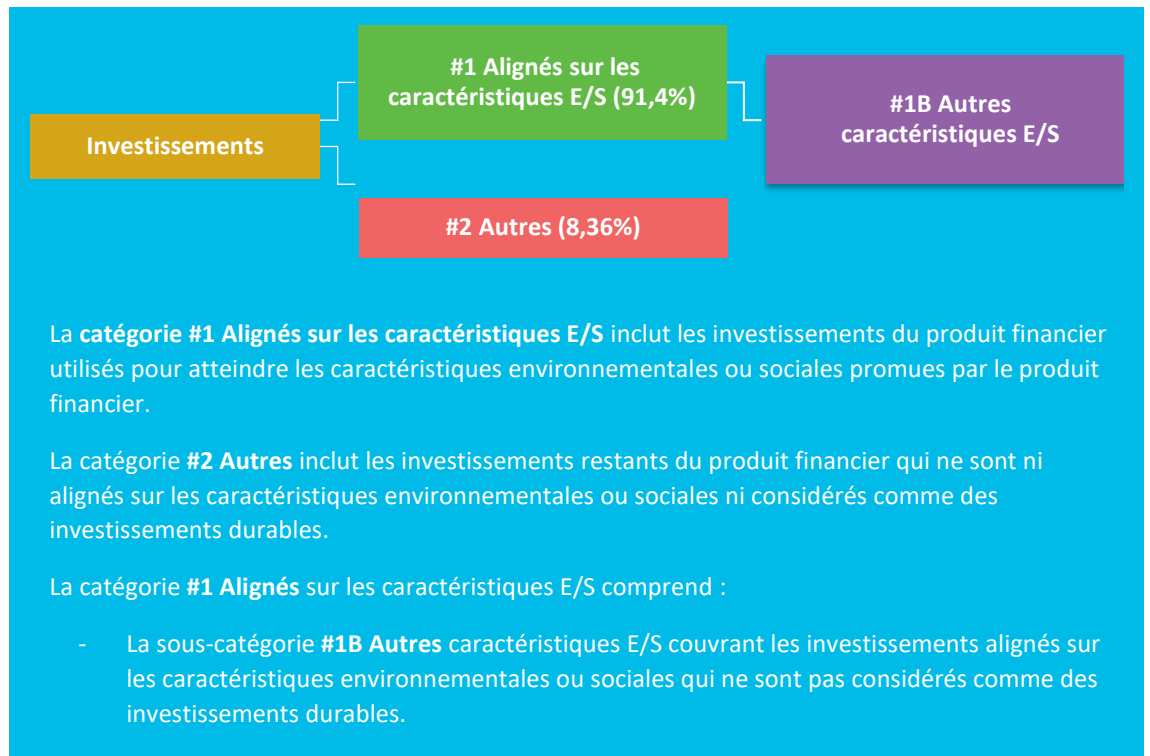 #1 Alignés sur les
caractéristiques E/S (91,4%)
#1B Autres
caractéristiques E/S
Investissements
#2 Autres (8,36%)
La catégorie #1 Alignés sur les caractéristiques E/S inclut les investissements du produit financier
utilisés pour atteindre les caractéristiques environnementales ou sociales promues par le produit
financier.
La catégorie #2 Autres inclut les investissements restants du produit financier qui ne sont ni
alignés sur les caractéristiques environnementales ou sociales ni considérés comme des
investissements durables.
La catégorie #1 Alignés sur les caractéristiques E/S comprend :
- La sous-catégorie #1B Autres caractéristiques E/S couvrant les investissements alignés sur
les caractéristiques environnementales ou sociales qui ne sont pas considérés comme des
investissements durables.